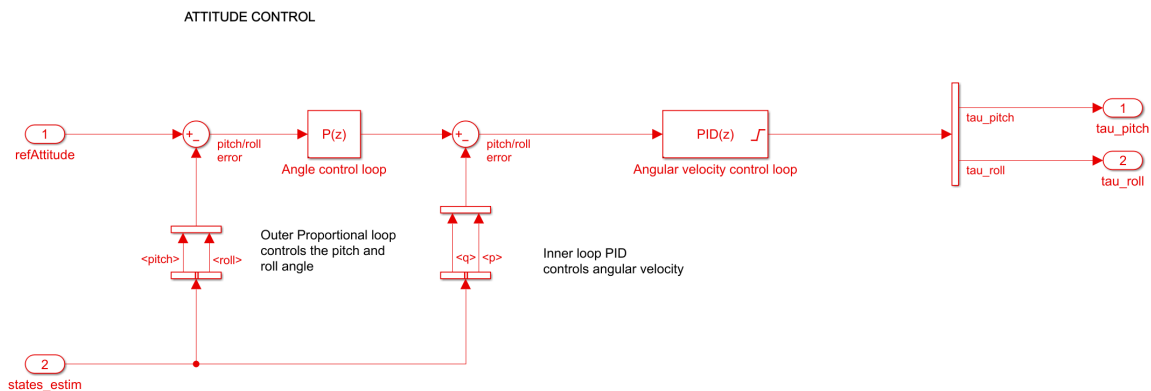 ATTITUDE CONTROL
1
refAttitude
+
−
pitch/roll
error
P(z)
Angle control loop
+
−
pitch/roll
error
PID(z)
Angular velocity control loop
tau_pitch
1
tau_pitch
tau_roll
2
tau_roll
<pitch>
<roll>
Outer Proportional loop
controls the pitch and
roll angle
<q>
<p>
Inner loop PID
controls angular velocity
2
states_estim